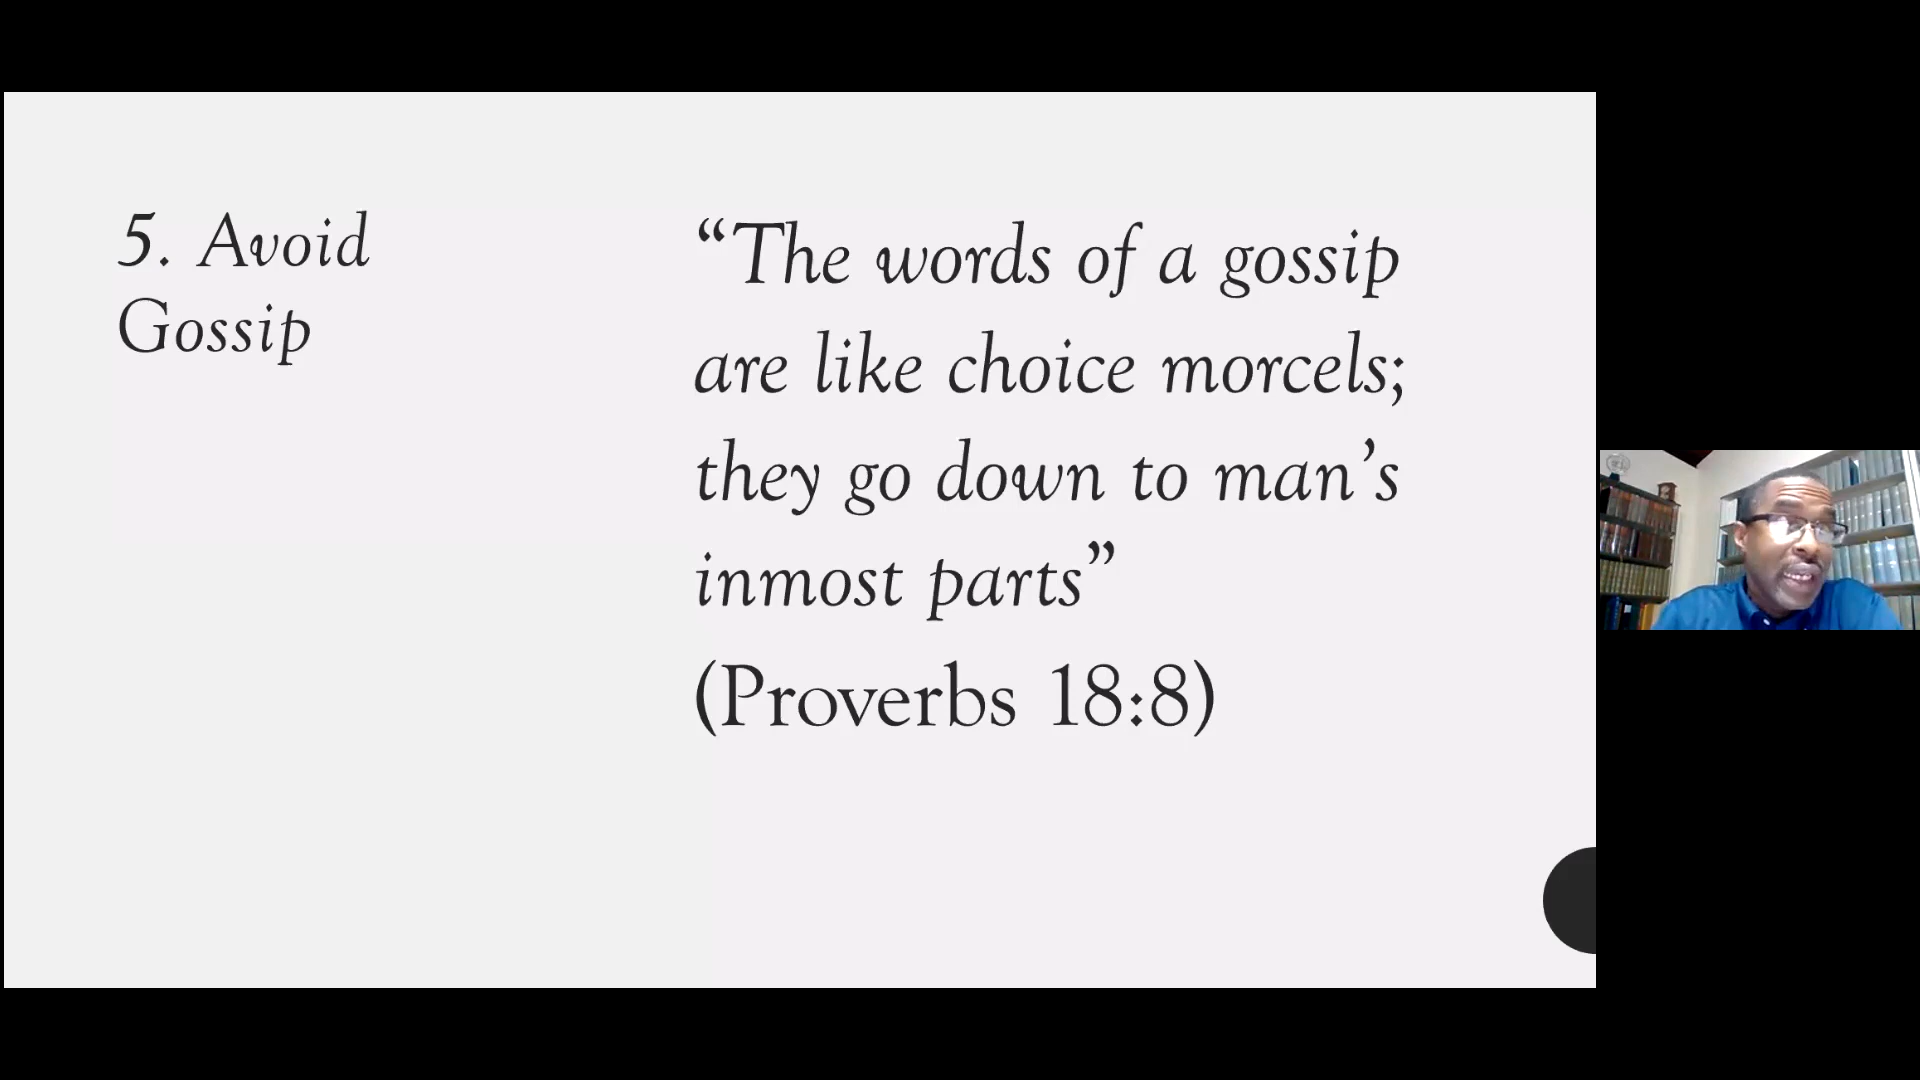 5. Avoid
Gossip
“The words of a gossip
are like choice morcels;
they go down to man’s
inmost parts”
(Proverbs 18:8)